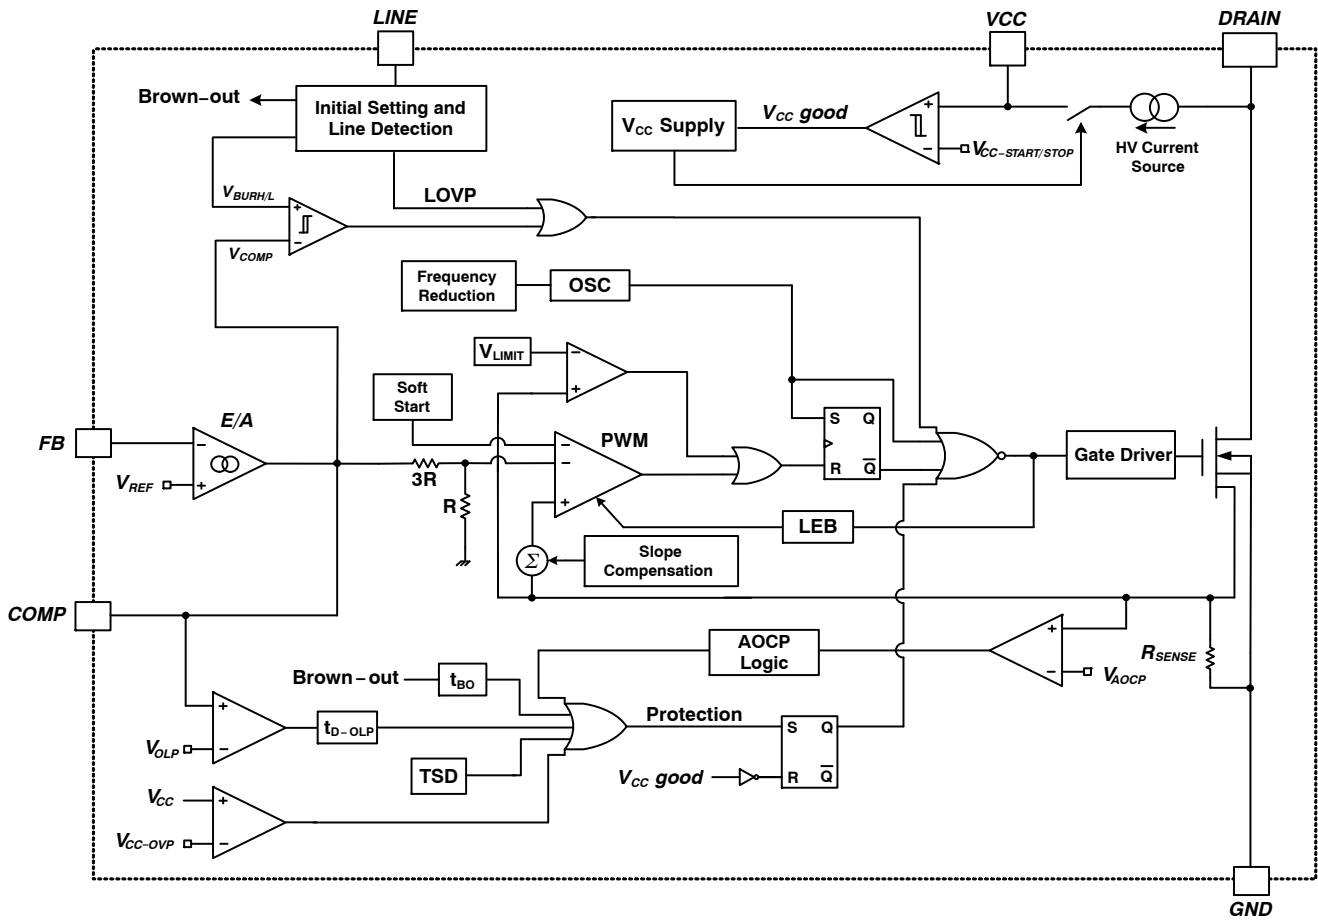 LINE
VCC
DRAIN
Brown–out
Initial Setting and
Line Detection
VCC Supply
VCC good
+
−
VCC−START/STOP
HV Current
Source
VBURH/L
+
−
VCOMP
LOVP
Frequency
Reduction
OSC
VLIMIT
−
+
Soft
Start
S
Q
R
Q
E/A
FB
−
+
VREF
3R
R
PWM
−
−
+
Gate Driver
LEB
Σ
Slope
Compensation
COMP
AOCP
Logic
+
−
VAOCP
RSENSE
Brown–out
tBO
+
−
VOLP
tD−OLP
Protection
S
Q
R
Q
TSD
VCC good
VCC
+
−
VCC−OVP
GND